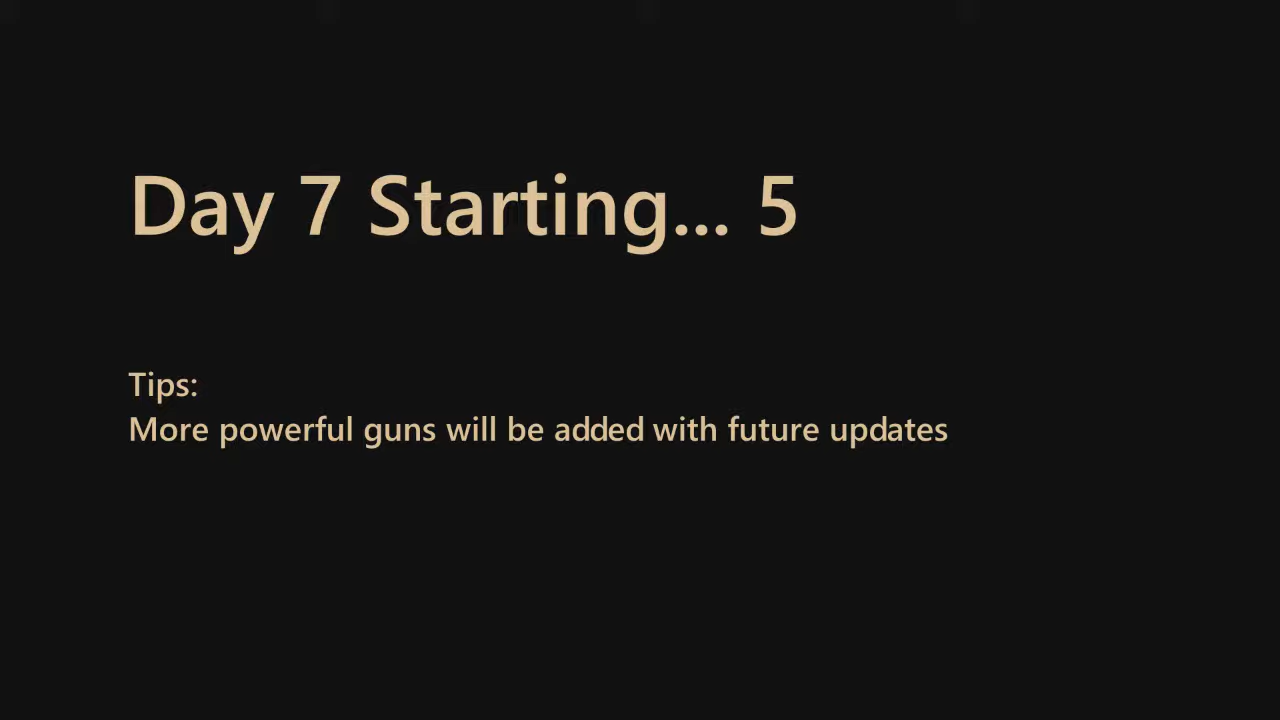 Day 7 Starting... 5
Tips:
More powerful guns will be added with future updates